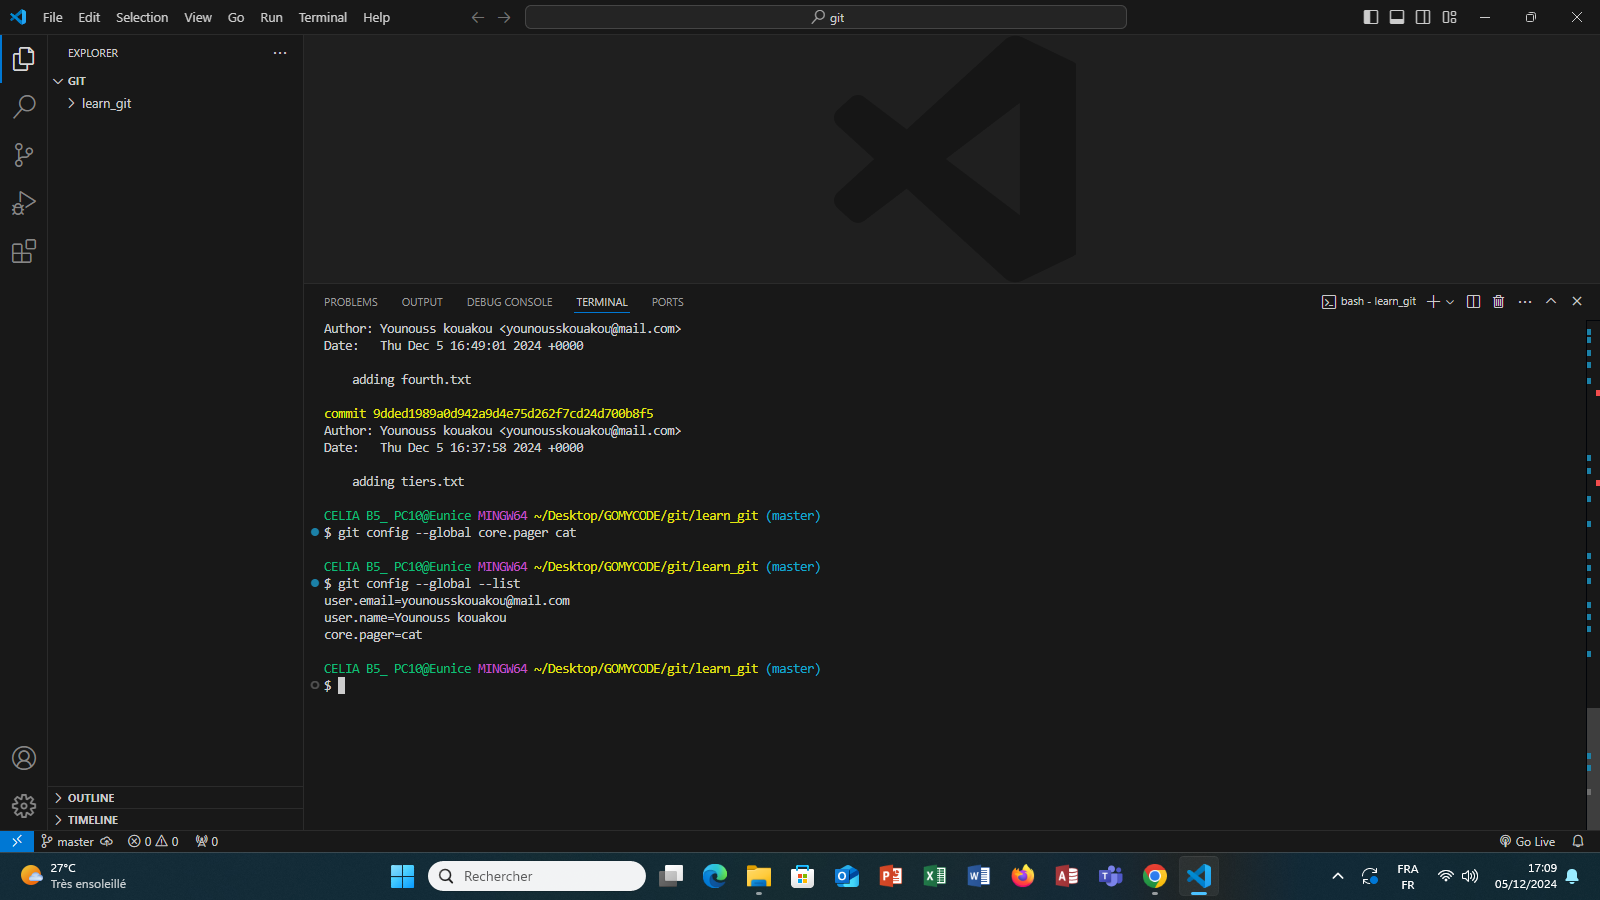 File Edit Selection View Go Run Terminal Help
git
EXPLORER
GIT
learn_git
PROBLEMS OUTPUT DEBUG CONSOLE TERMINAL PORTS
bash - learn_git
Author: Younouss kouakou <younousskouakou@mail.com>
Date:   Thu Dec 5 16:49:01 2024 +0000
adding fourth.txt
commit 9dded1989a0d942a9d4e75d262f7cd24d700b8f5
Author: Younouss kouakou <younousskouakou@mail.com>
Date:   Thu Dec 5 16:37:58 2024 +0000
adding tiers.txt
CELIA B5_ PC10@Eunice MINGW64 ~/Desktop/GOMYCODE/git/learn_git (master)
$ git config --global core.pager cat
CELIA B5_ PC10@Eunice MINGW64 ~/Desktop/GOMYCODE/git/learn_git (master)
$ git config --global --list
user.email=younousskouakou@mail.com
user.name=Younouss kouakou
core.pager=cat
CELIA B5_ PC10@Eunice MINGW64 ~/Desktop/GOMYCODE/git/learn_git (master)
$
OUTLINE
TIMELINE
master 0 0 0
Go Live
27°C
Très ensoleillé
Rechercher
FRA
FR
17:09
05/12/2024